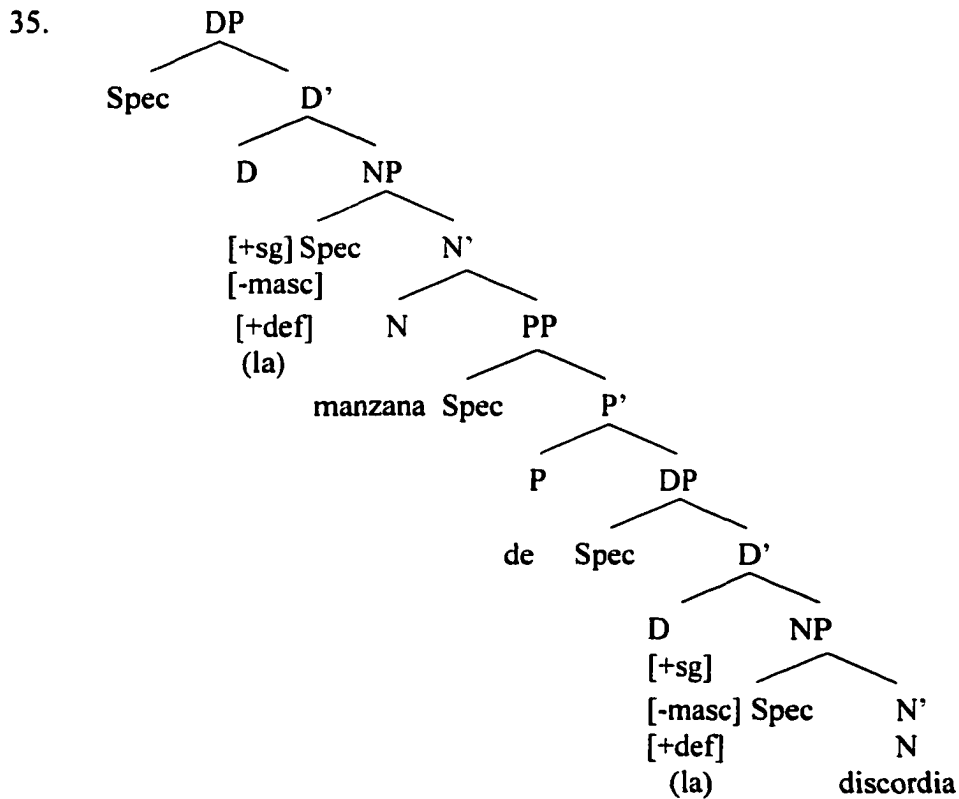 35. DP
Spec D'
D NP
[+sg] Spec N'
[-masc]
[+def] N PP
(la)
manzana Spec P'
P DP
de Spec D'
D NP
[+sg]
[-masc] Spec N'
[+def] N
(la) discordia